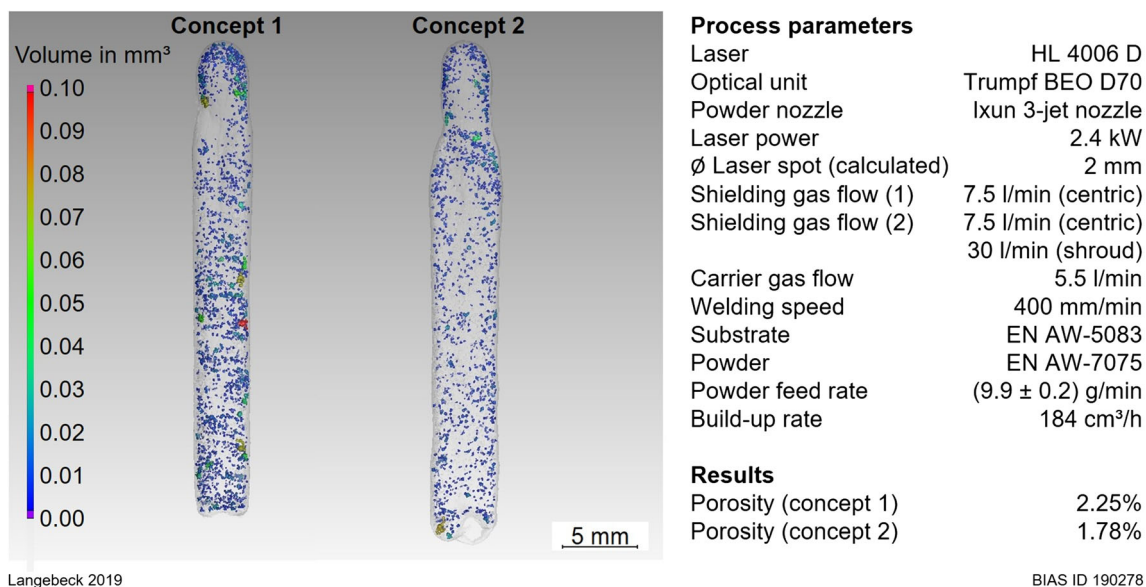 Concept 1
Concept 2
Volume in mm³
0.10
0.09
0.08
0.07
0.06
0.05
0.04
0.03
0.02
0.01
0.00
5 mm
Process parameters
Laser HL 4006 D
Optical unit Trumpf BEO D70
Powder nozzle Ixun 3-jet nozzle
Laser power 2.4 kW
Ø Laser spot (calculated) 2 mm
Shielding gas flow (1) 7.5 l/min (centric)
Shielding gas flow (2) 7.5 l/min (centric)
30 l/min (shroud)
Carrier gas flow 5.5 l/min
Welding speed 400 mm/min
Substrate EN AW-5083
Powder EN AW-7075
Powder feed rate (9.9 ± 0.2) g/min
Build-up rate 184 cm³/h
Results
Porosity (concept 1) 2.25%
Porosity (concept 2) 1.78%
Langebeck 2019
BIAS ID 190278